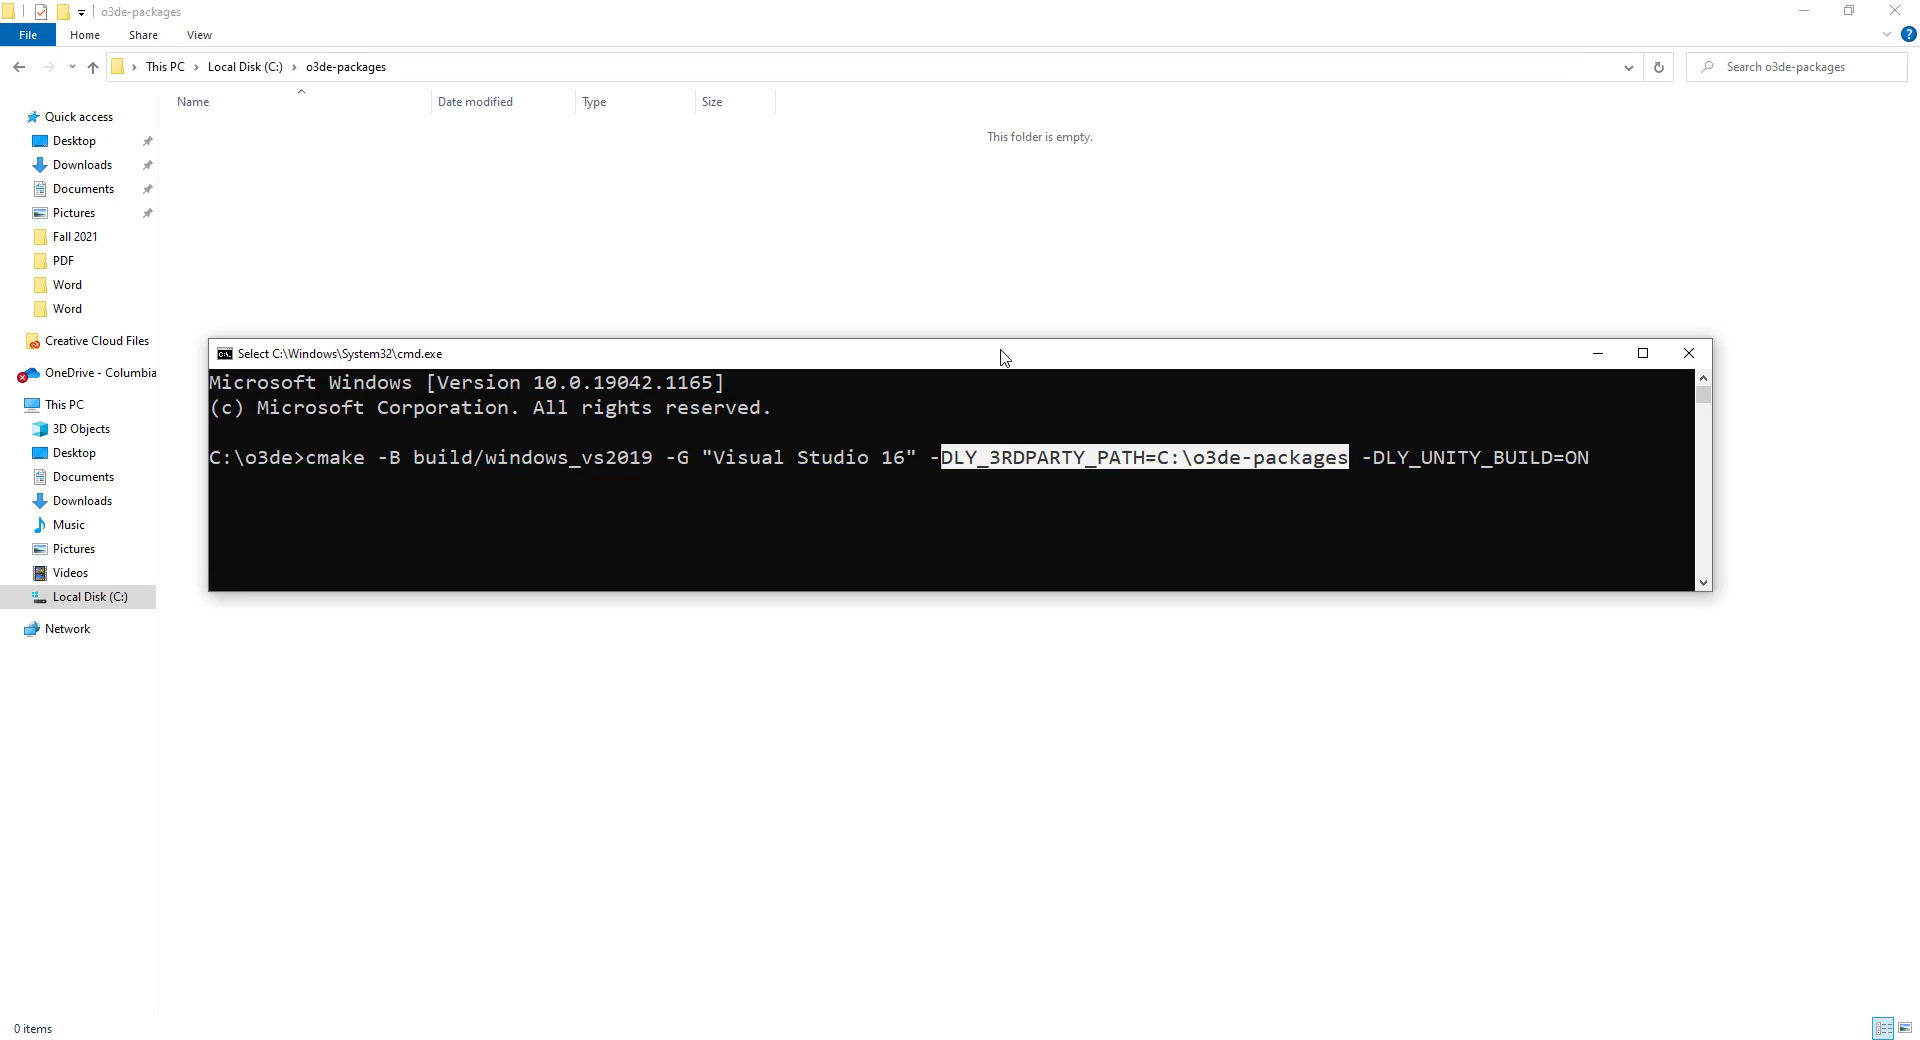 o3de-packages
File Home Share View
This PC Local Disk (C:) o3de-packages
Search o3de-packages
Name Date modified Type Size
This folder is empty.
Quick access
Desktop
Downloads
Documents
Pictures
Fall 2021
PDF
Word
Word
Creative Cloud Files
OneDrive - Columbia
This PC
3D Objects
Desktop
Documents
Downloads
Music
Pictures
Videos
Local Disk (C:)
Network
Select C:\Windows\System32\cmd.exe
Microsoft Windows [Version 10.0.19042.1165]
(c) Microsoft Corporation. All rights reserved.
C:\o3de>cmake -B build/windows_vs2019 -G "Visual Studio 16" -DLY_3RDPARTY_PATH=C:\o3de-packages -DLY_UNITY_BUILD=ON
0 items